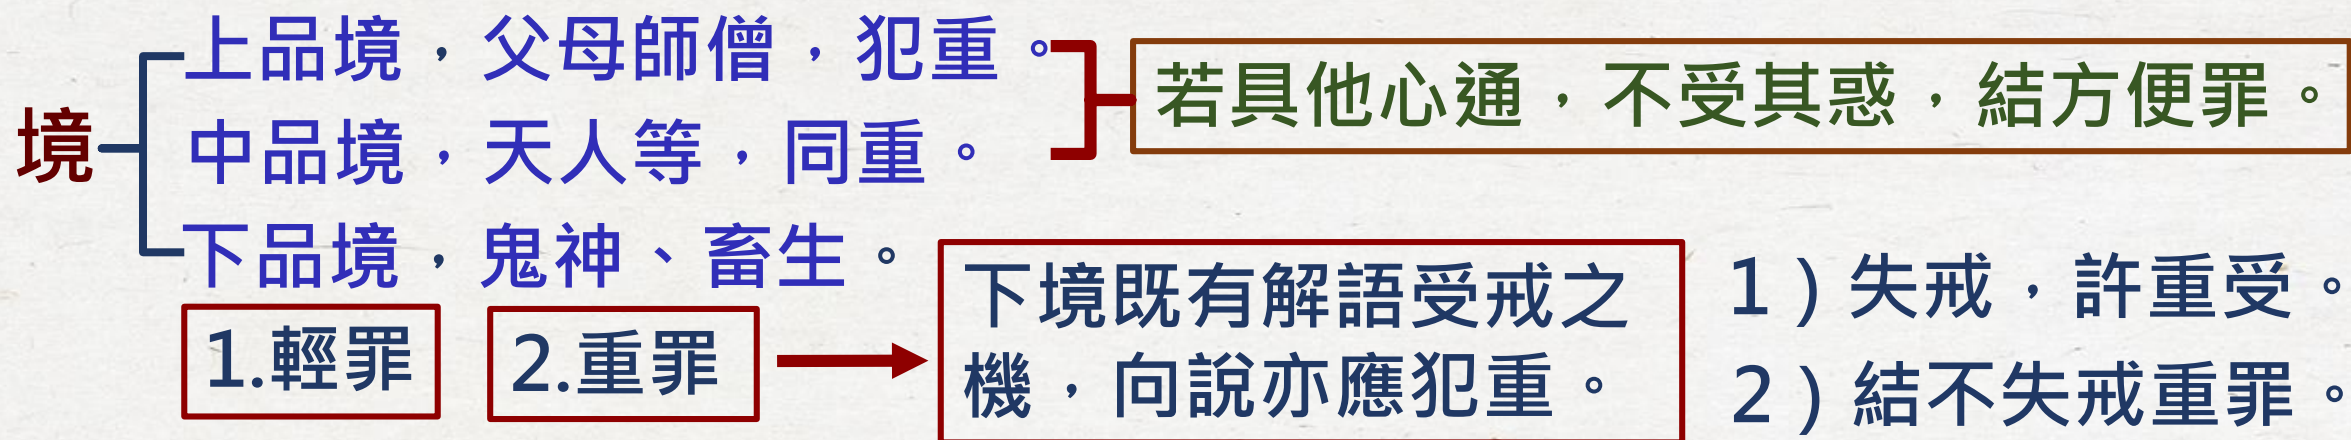 境
上品境，父母師僧，犯重。
中品境，天人等，同重。
若具他心通，不受其惑，結方便罪。
下品境，鬼神、畜生。
1.輕罪
2.重罪
下境既有解語受戒之
機，向說亦應犯重。
1）失戒，許重受。
2）結不失戒重罪。